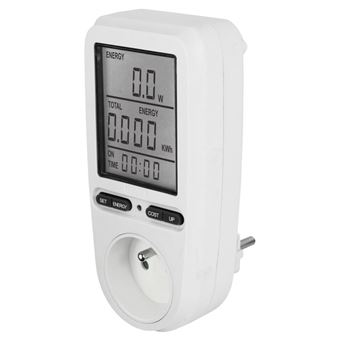 ENERGY
0.0 W
TOTAL ENERGY
0.000 KWh
ON
TIME 00:00
SET ENERGY COST UP